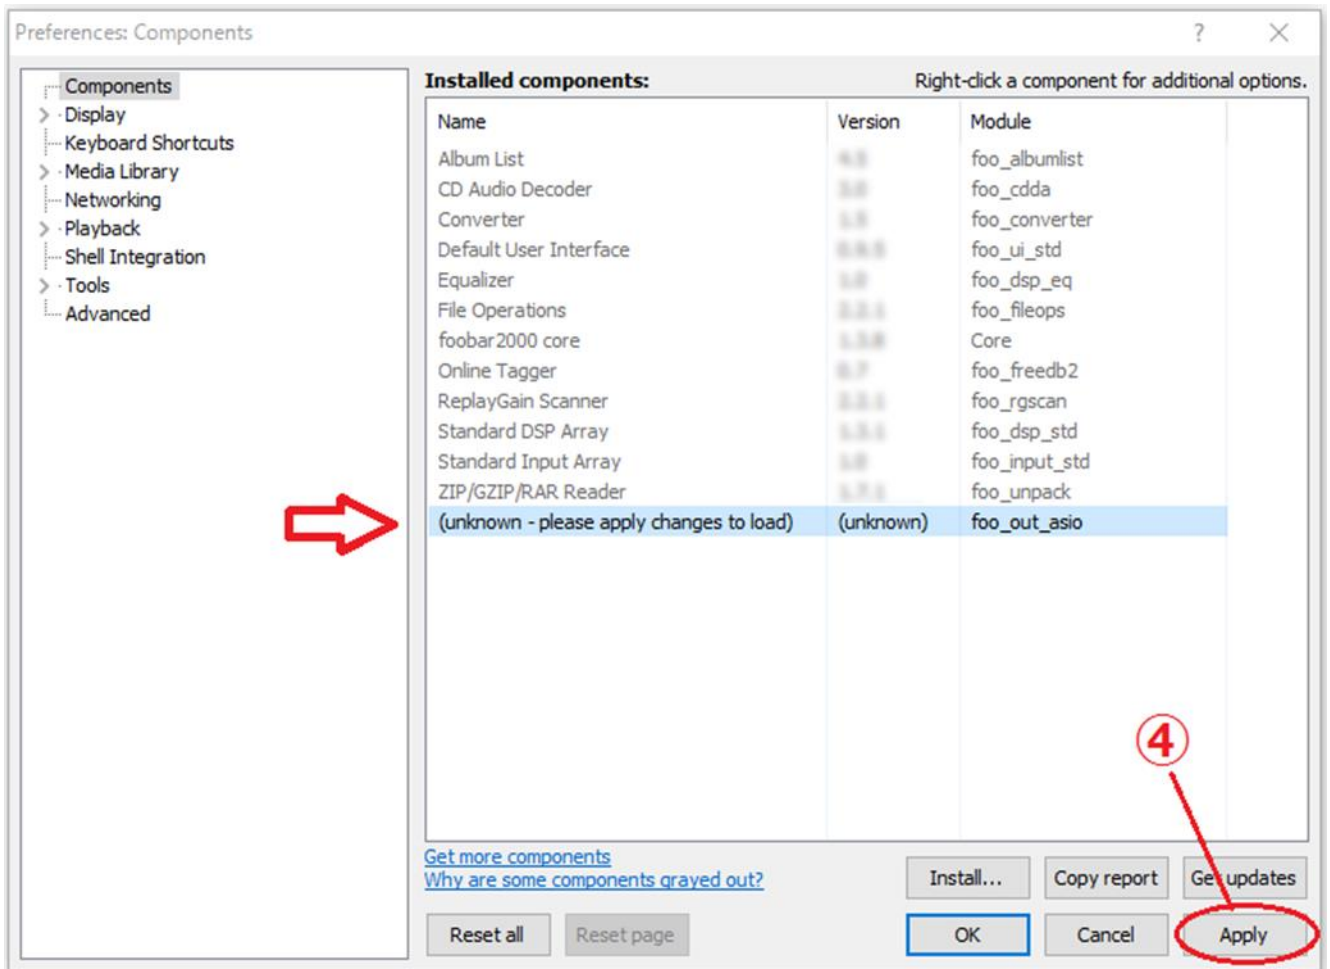 Preferences: Components
?
Components
Display
Keyboard Shortcuts
Media Library
Networking
Playback
Shell Integration
Tools
Advanced
Installed components:
Right-click a component for additional options.
Name Version Module
Album List foo_albumlist
CD Audio Decoder foo_cdda
Converter foo_converter
Default User Interface foo_ui_std
Equalizer foo_dsp_eq
File Operations foo_fileops
foobar2000 core Core
Online Tagger foo_freedb2
ReplayGain Scanner foo_rgscan
Standard DSP Array foo_dsp_std
Standard Input Array foo_input_std
ZIP/GZIP/RAR Reader foo_unpack
(unknown - please apply changes to load) (unknown) foo_out_asio
④
Get more components
Why are some components grayed out?
Install... Copy report Get updates
Reset all Reset page OK Cancel Apply